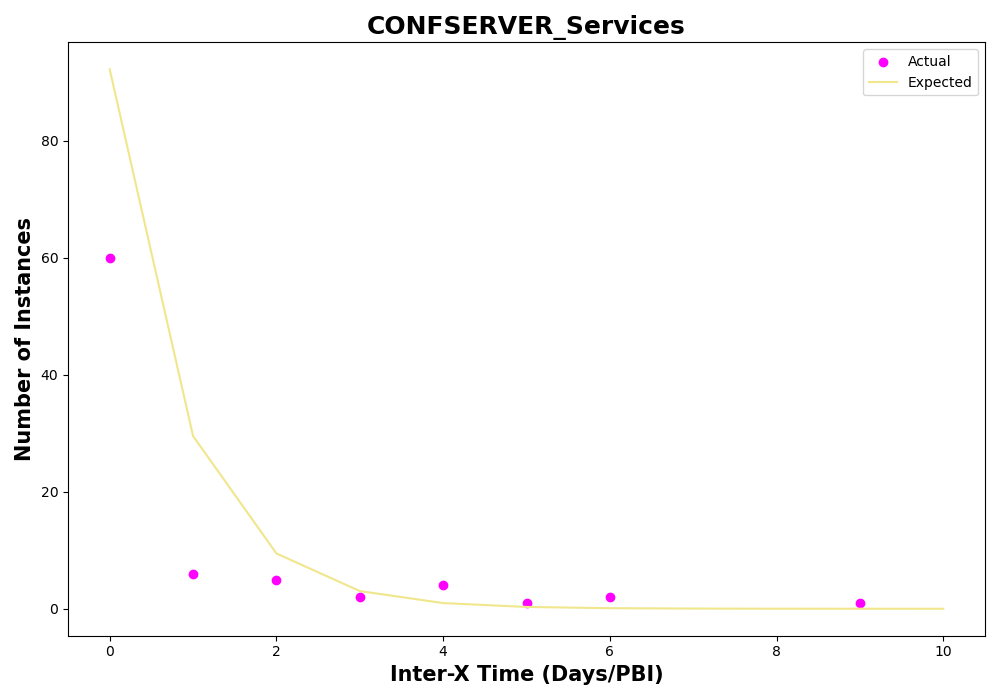 CONFSERVER_Services
Actual
Expected
80
60
40
20
0
Number of Instances
0 2 4 6 8 10
Inter-X Time (Days/PBI)